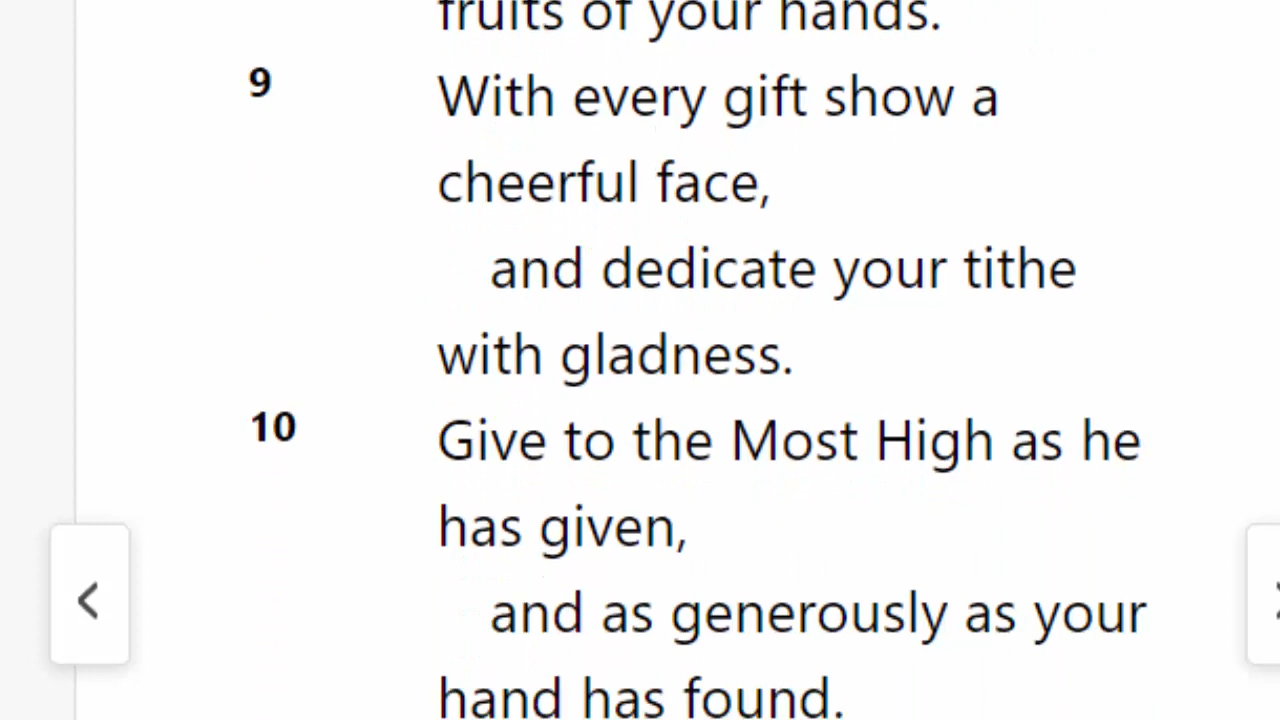 fruits of your hands.
9 With every gift show a
cheerful face,
and dedicate your tithe
with gladness.
10 Give to the Most High as he
has given,
and as generously as your
hand has found.